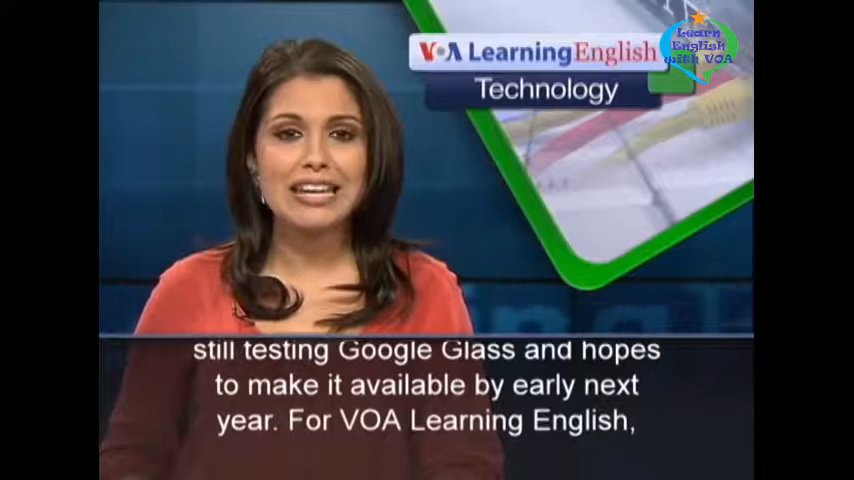 VOA Learning English
Technology
Learn
English
with VOA
still testing Google Glass and hopes
to make it available by early next
year. For VOA Learning English,